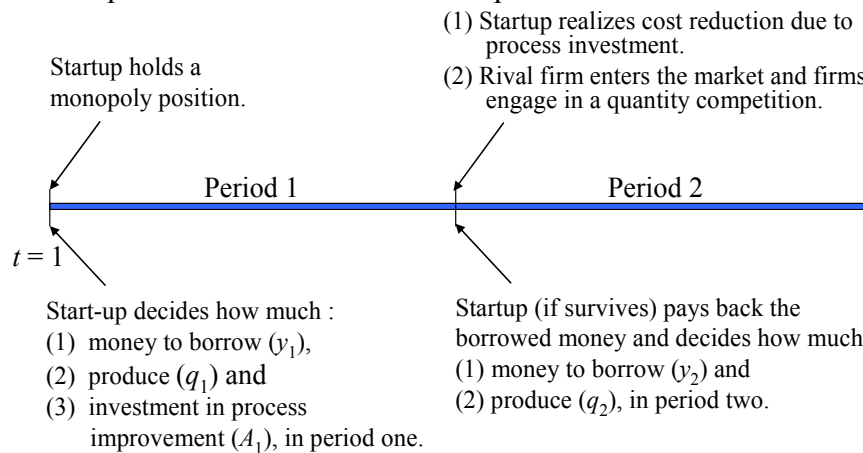 (1) Startup realizes cost reduction due to
process investment.
(2) Rival firm enters the market and firms
engage in a quantity competition.
Startup holds a
monopoly position.
Period 1
Period 2
t = 1
Start-up decides how much :
(1) money to borrow (y1),
(2) produce (q1) and
(3) investment in process
improvement (A1), in period one.
Startup (if survives) pays back the
borrowed money and decides how much
(1) money to borrow (y2) and
(2) produce (q2), in period two.